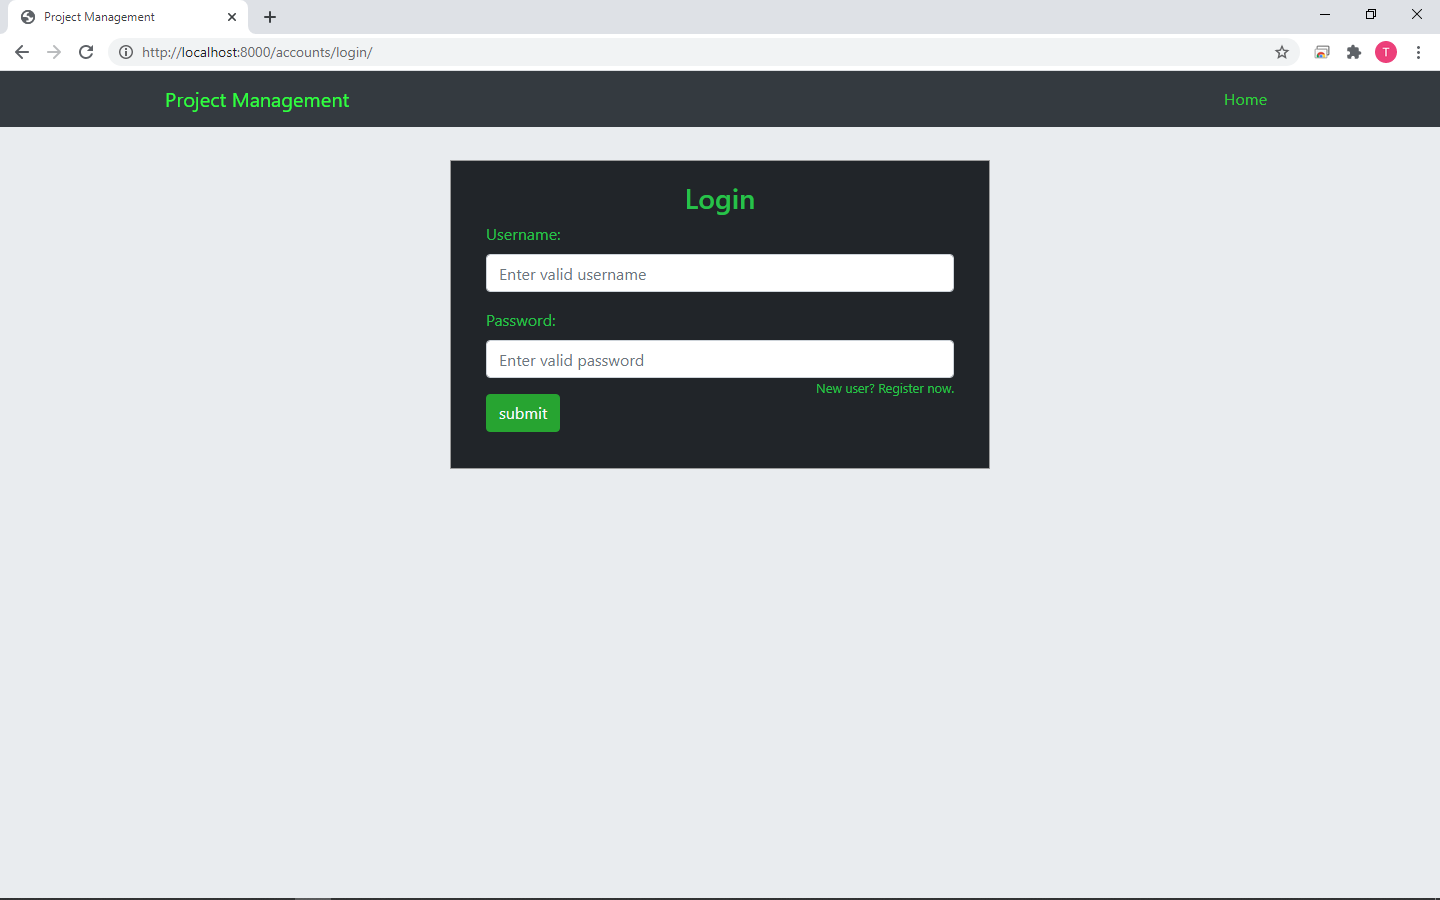 Project Management
http://localhost:8000/accounts/login/
T
Project Management
Home
Login
Username:
Enter valid username
Password:
Enter valid password
New user? Register now.
submit